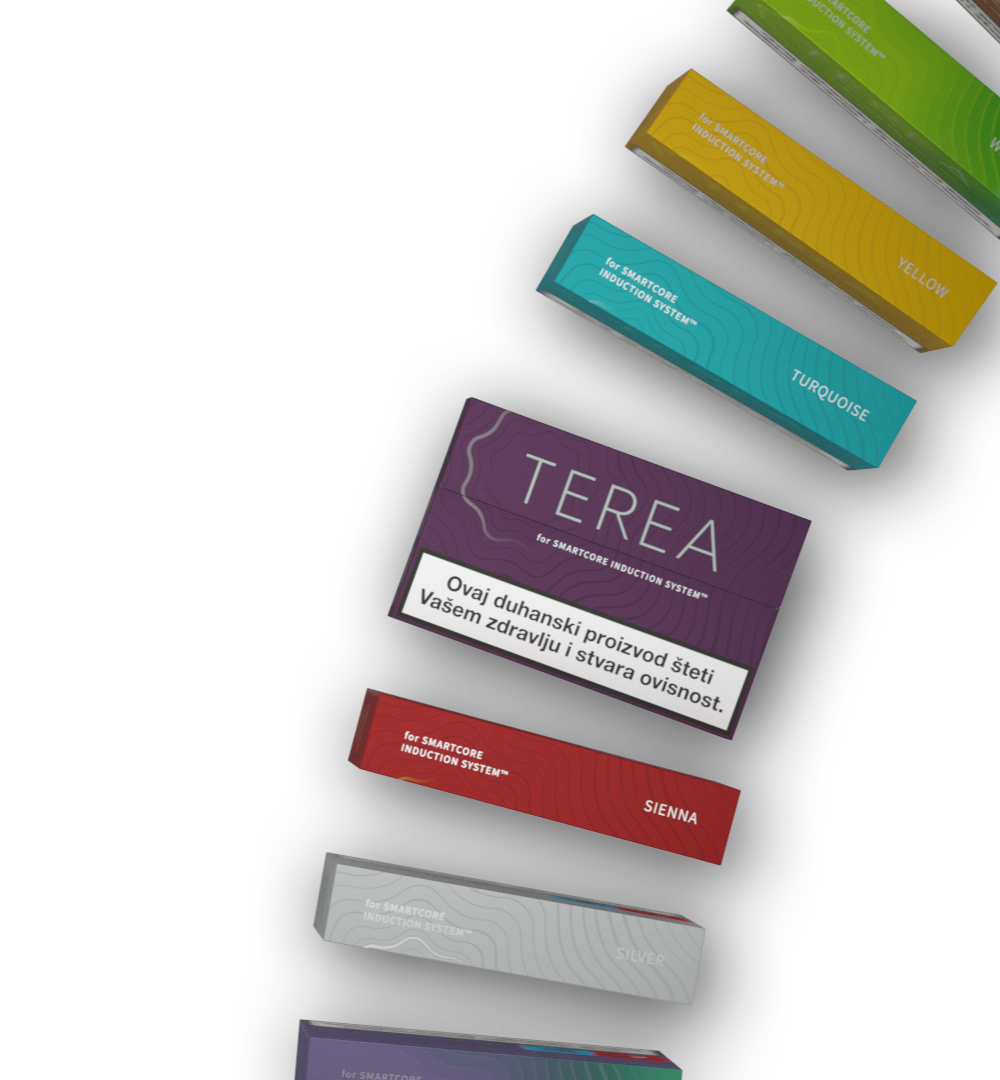 for SMARTCORE
INDUCTION SYSTEM™
for SMARTCORE
INDUCTION SYSTEM™
YELLOW
for SMARTCORE
INDUCTION SYSTEM™
TURQUOISE
TEREA
for SMARTCORE INDUCTION SYSTEM™
Ovaj duhanski proizvod šteti
Vašem zdravlju i stvara ovisnost.
for SMARTCORE
INDUCTION SYSTEM™
SIENNA
for SMARTCORE
INDUCTION SYSTEM™
SILVER
for SMARTCORE